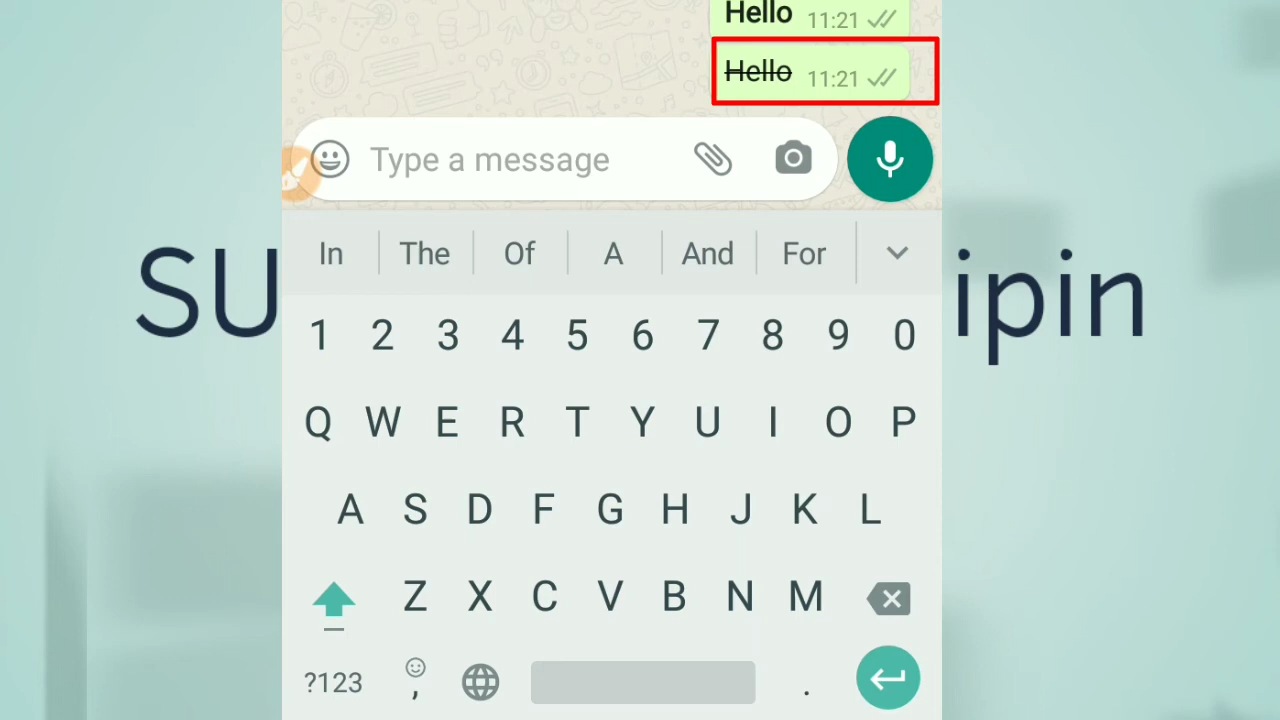 Hello 11:21
Hello 11:21
Type a message
In The Of A And For
SU ipin
1 2 3 4 5 6 7 8 9 0
Q W E R T Y U I O P
A S D F G H J K L
Z X C V B N M
?123 , .